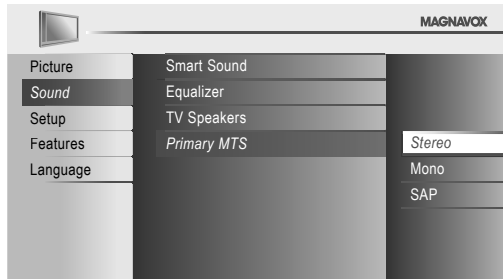 MAGNAVOX
Picture
Sound
Setup
Features
Language
Smart Sound
Equalizer
TV Speakers
Primary MTS
Stereo
Mono
SAP